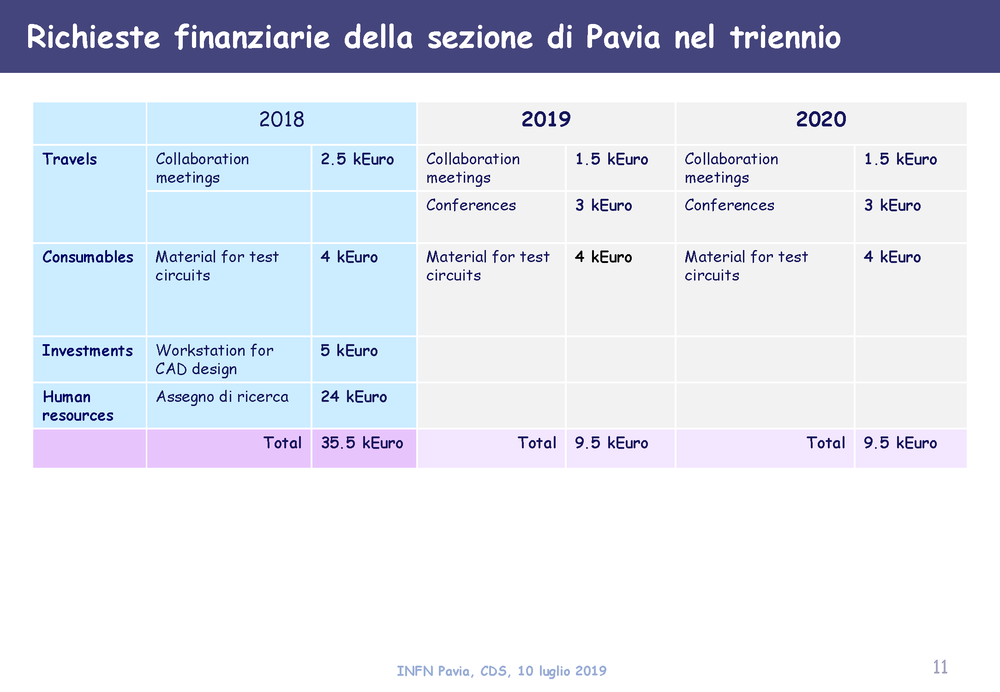 Richieste finanziarie della sezione di Pavia nel triennio
2018 2019 2020
Travels Collaboration meetings 2.5 kEuro Collaboration meetings 1.5 kEuro Collaboration meetings 1.5 kEuro
Conferences 3 kEuro Conferences 3 kEuro
Consumables Material for test circuits 4 kEuro Material for test circuits 4 kEuro Material for test circuits 4 kEuro
Investments Workstation for CAD design 5 kEuro
Human resources Assegno di ricerca 24 kEuro
Total 35.5 kEuro Total 9.5 kEuro Total 9.5 kEuro
INFN Pavia, CDS, 10 luglio 2019
11